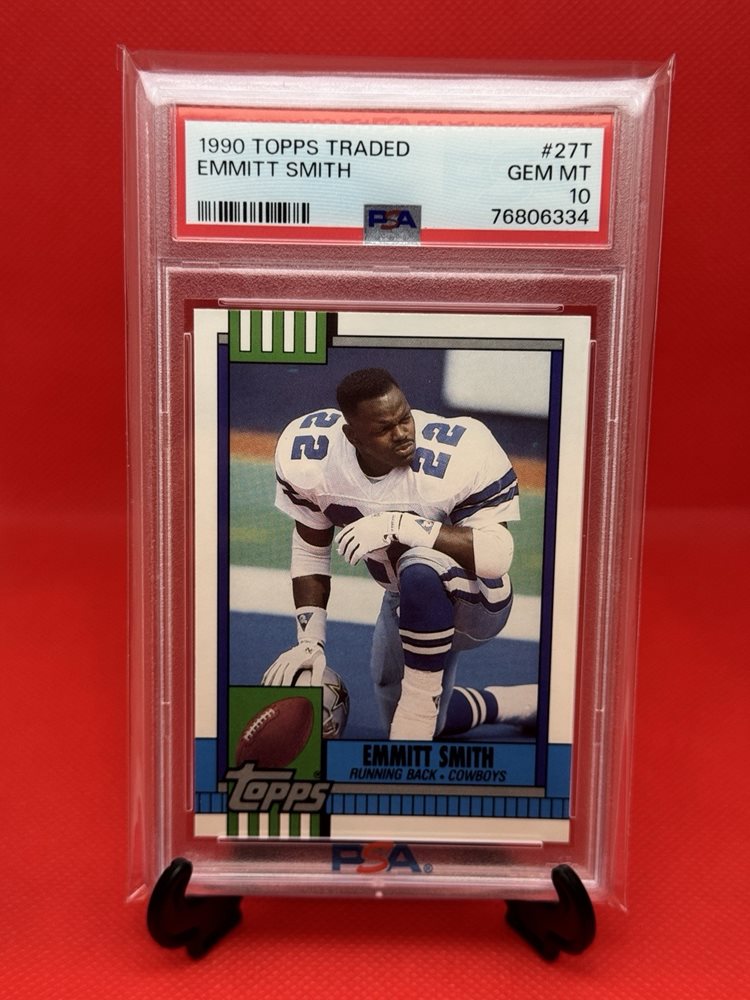 1990 TOPPS TRADED #27T
EMMITT SMITH GEM MT
10
PSA 76806334
22 22
EMMITT SMITH
RUNNING BACK • COWBOYS
Topps®
PSA®